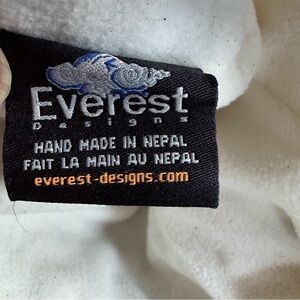 Everest
Designs
HAND MADE IN NEPAL
FAIT LA MAIN AU NEPAL
everest-designs.com